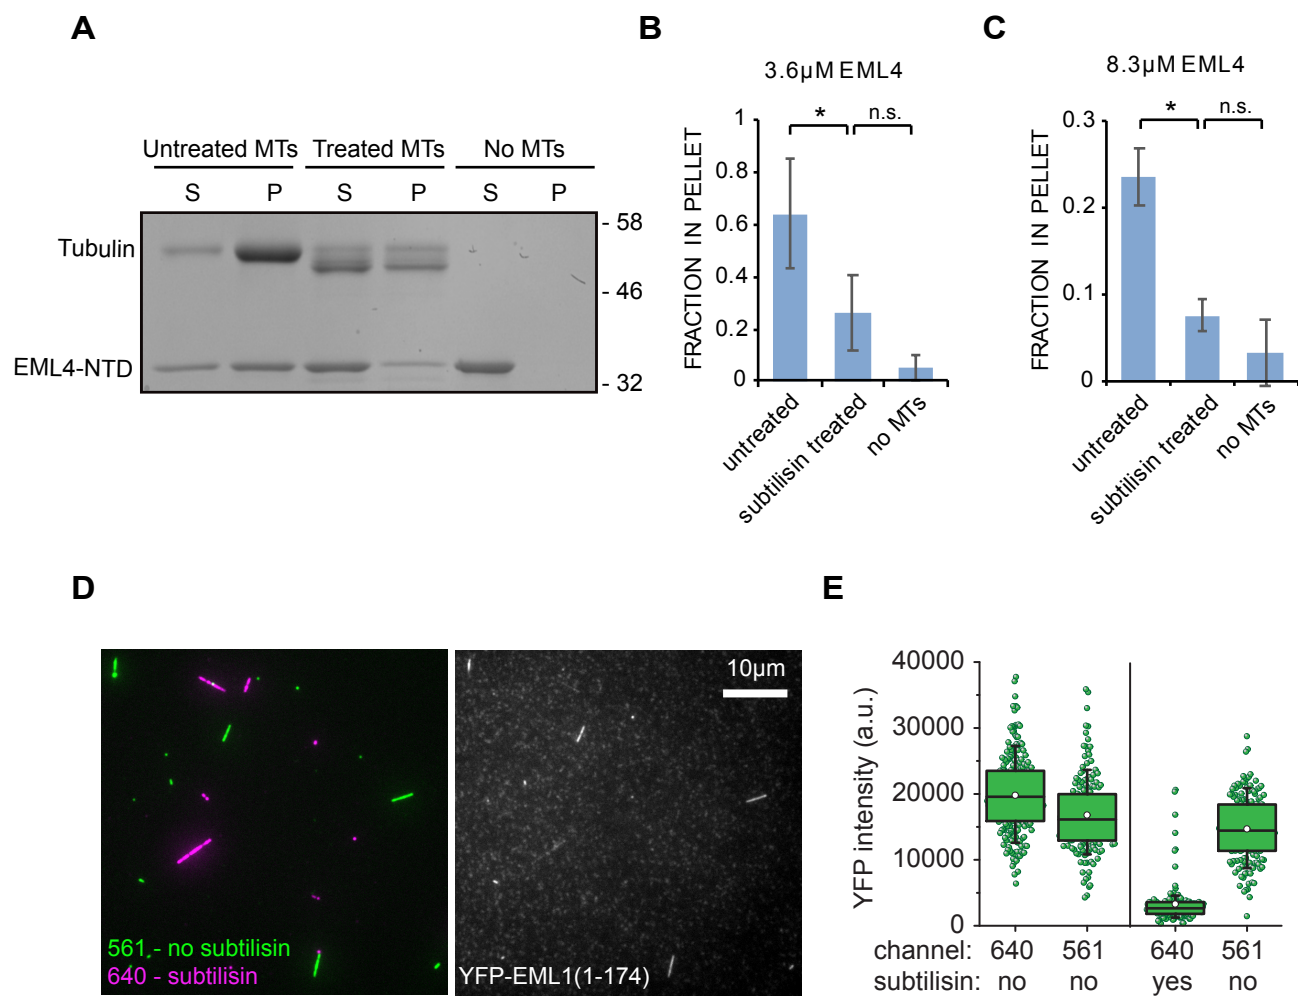 A
Untreated MTs Treated MTs No MTs
S P S P S P
Tubulin
EML4-NTD
- 58
- 46
- 32
B
3.6µM EML4
* n.s.
FRACTION IN PELLET
1
0.8
0.6
0.4
0.2
0
untreated
subtilisin treated
no MTs
C
8.3µM EML4
* n.s.
FRACTION IN PELLET
0.3
0.2
0.1
0
untreated
subtilisin treated
no MTs
D
561 - no subtilisin
640 - subtilisin
10µm
YFP-EML1(1-174)
E
YFP intensity (a.u.)
40000
30000
20000
10000
0
channel: 640 561 640 561
subtilisin: no no yes no